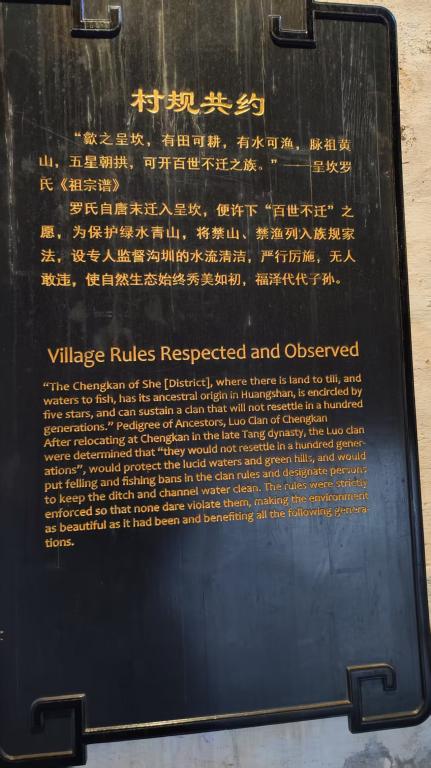 村规共约
“歙之呈坎，有田可耕，有水可渔，脉祖黄
山，五星朝拱，可开百世不迁之族。”——呈坎罗
氏《祖宗谱》
罗氏自唐末迁入呈坎，便许下“百世不迁”之
愿，为保护绿水青山，将禁山、禁渔列入族规家
法，设专人监督沟圳的水流清洁，严行厉施，无人
敢违，使自然生态始终秀美如初，福泽代代子孙。
Village Rules Respected and Observed
“The Chengkan of She [District], where there is land to till, and
waters to fish, has its ancestral origin in Huangshan, is encircled by
five stars, and can sustain a clan that will not resettle in a hundred
generations.” Pedigree of Ancestors, Luo Clan of Chengkan
After relocating at Chengkan in the late Tang dynasty, the Luo clan
were determined that “they would not resettle in a hundred gener-
ations”, would protect the lucid waters and green hills, and would
put felling and fishing bans in the clan rules and designate persons
to keep the ditch and channel water clean. The rules were strictly
enforced so that none dare violate them, making the environment
as beautiful as it had been and benefiting all the following genera-
tions.